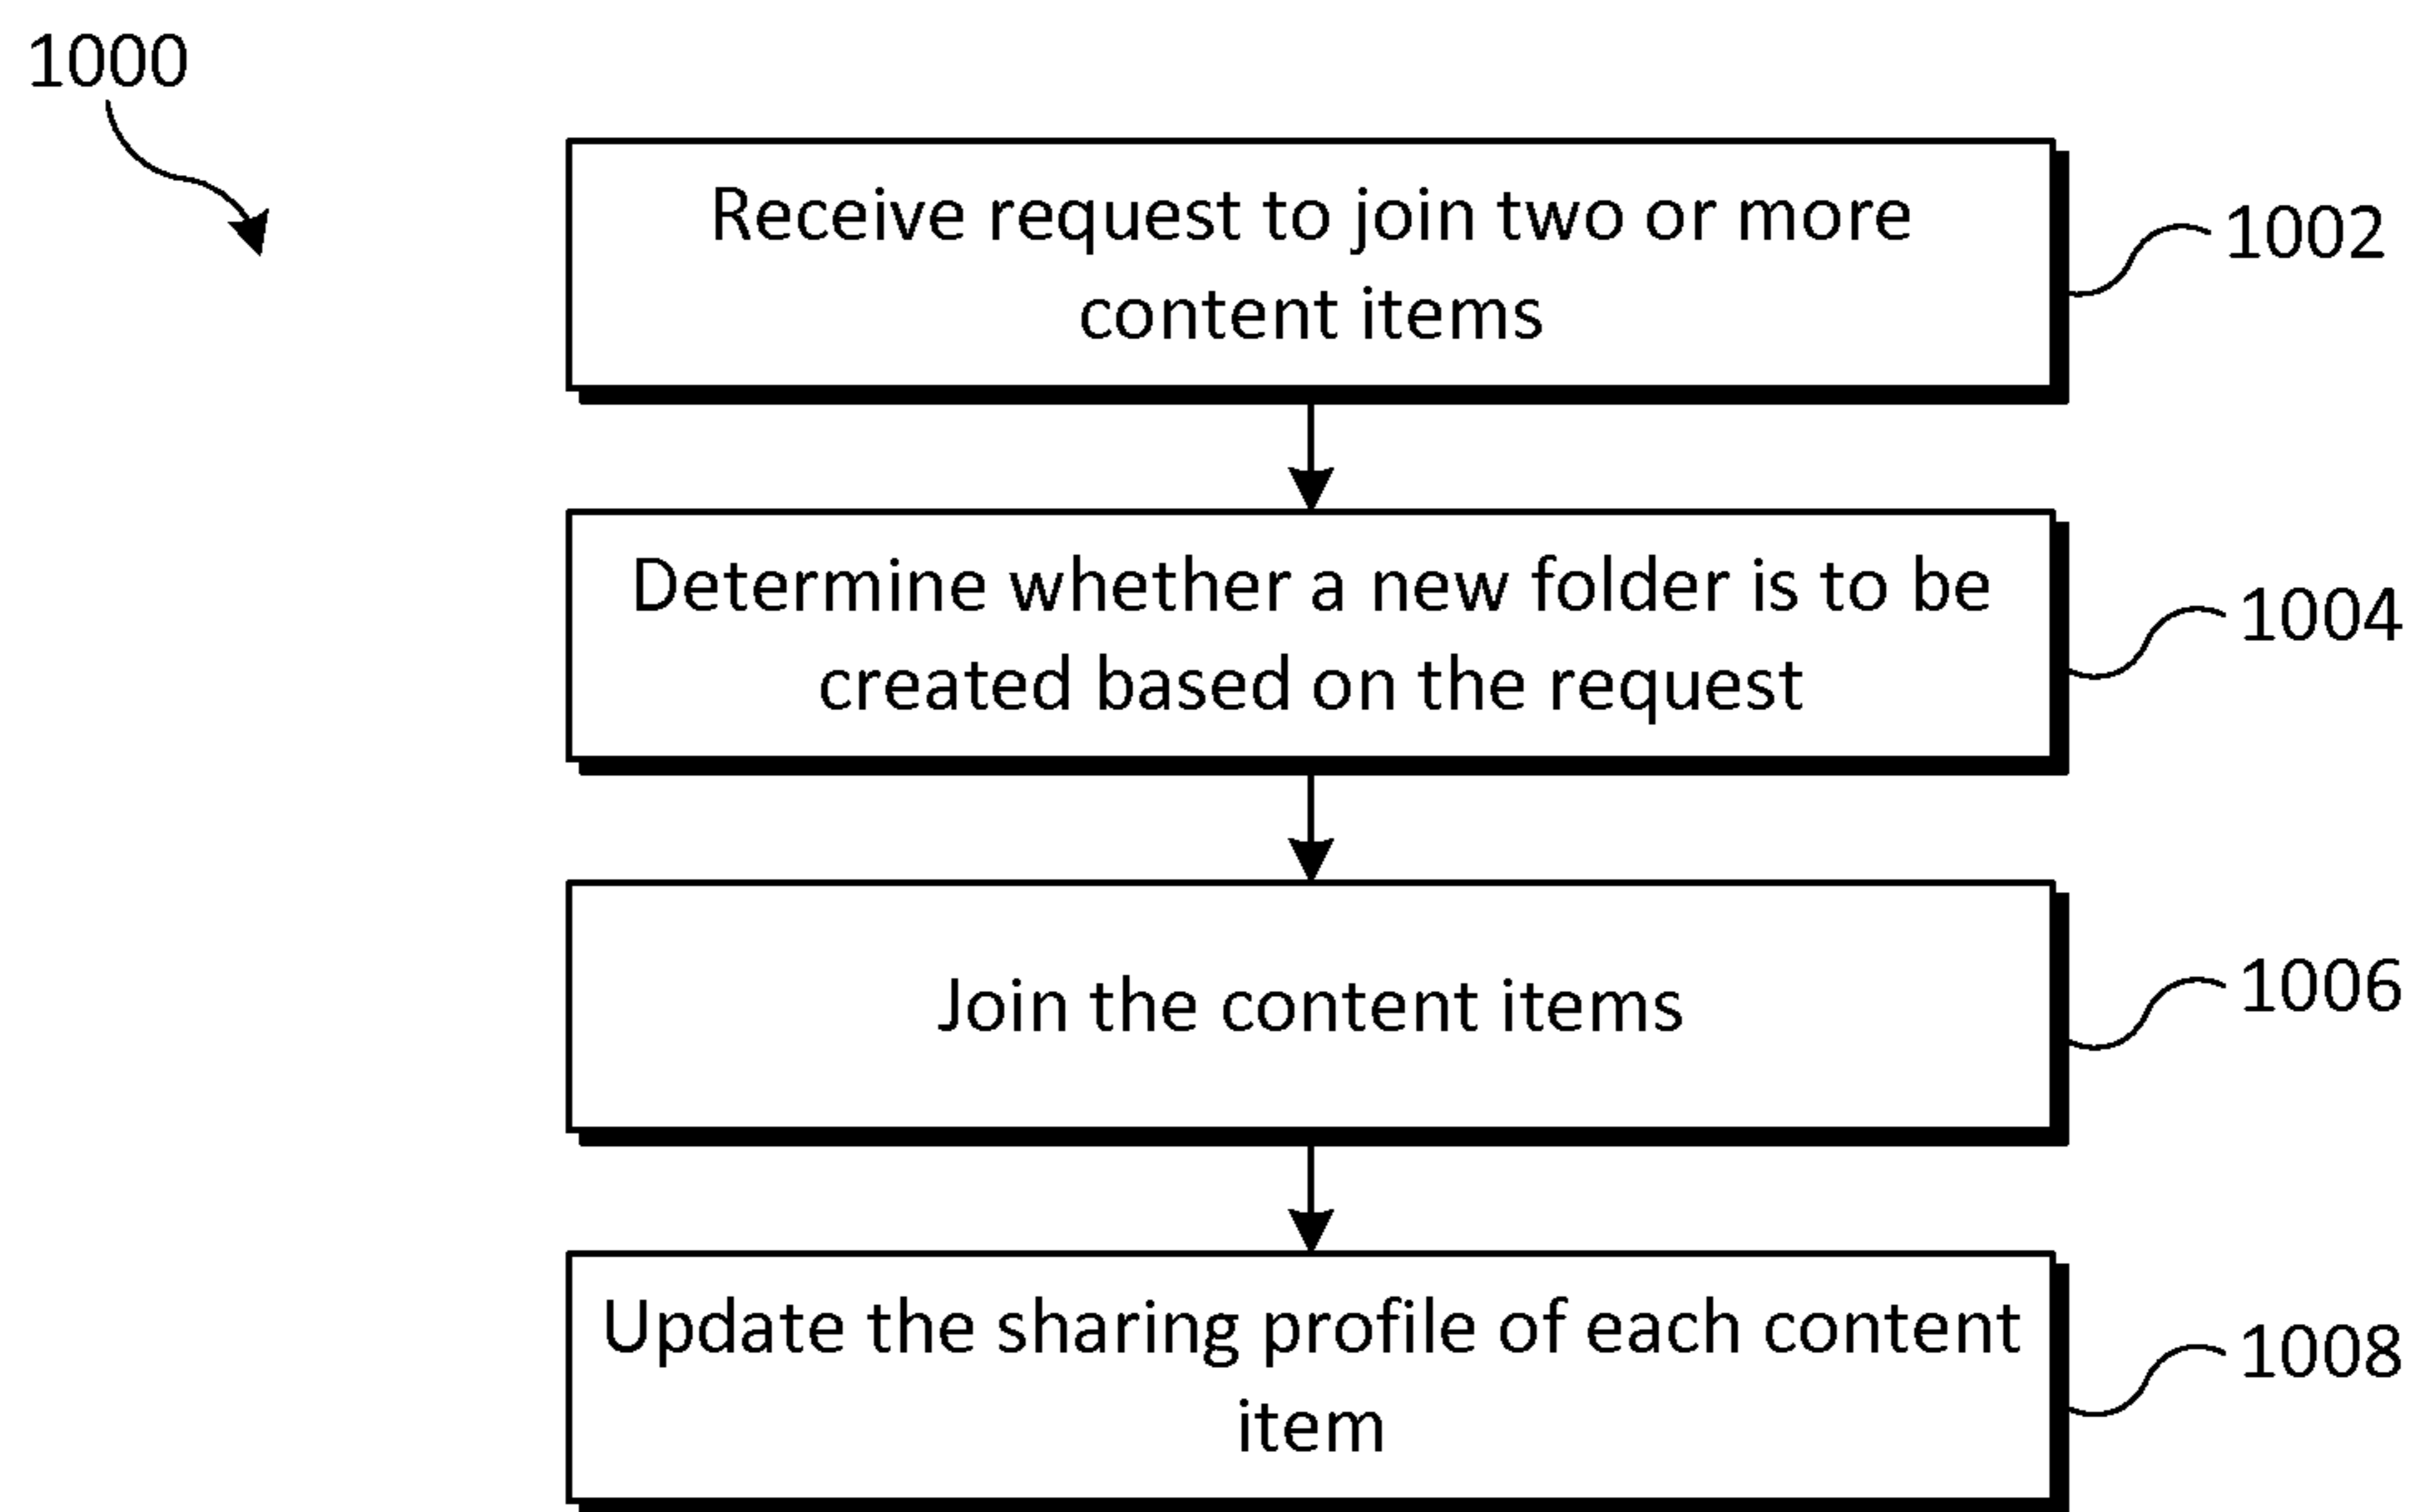 1000
Receive request to join two or more
content items
1002
Determine whether a new folder is to be
created based on the request
1004
Join the content items
1006
Update the sharing profile of each content
item
1008